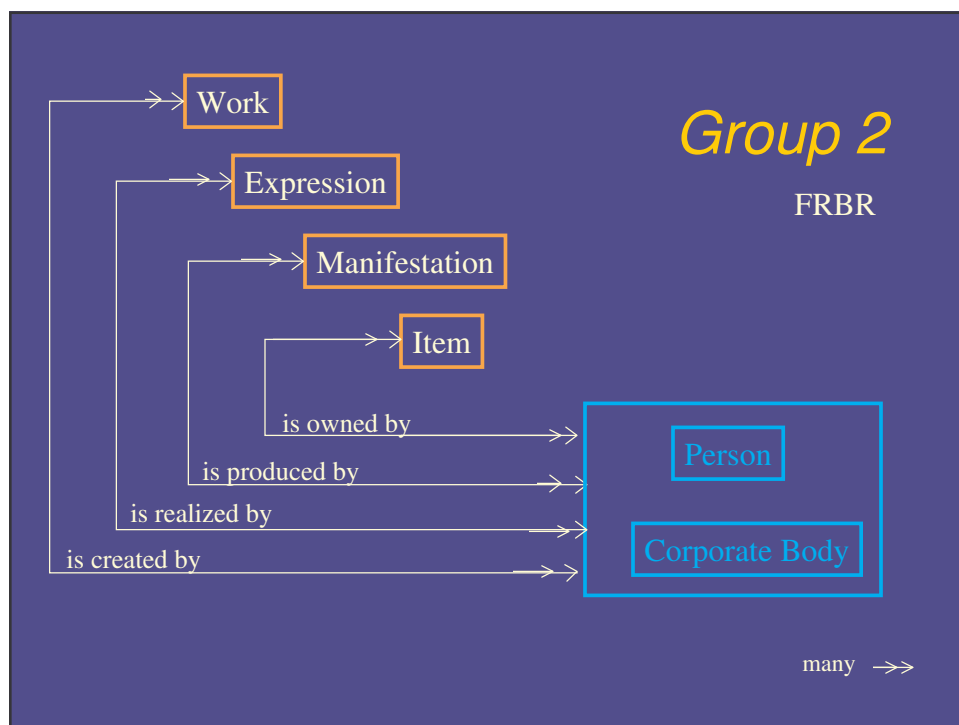 Work
Group 2
Expression
FRBR
Manifestation
Item
is owned by
Person
is produced by
is realized by
Corporate Body
is created by
many